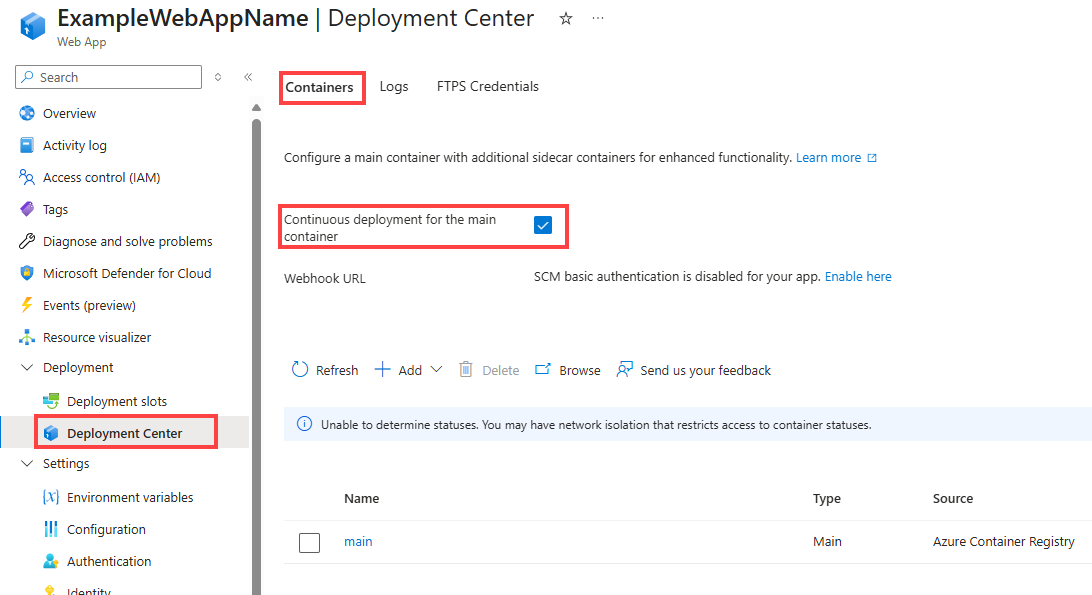 ExampleWebAppName | Deployment Center
Web App
Search
Overview
Activity log
Access control (IAM)
Tags
Diagnose and solve problems
Microsoft Defender for Cloud
Events (preview)
Resource visualizer
Deployment
Deployment slots
Deployment Center
Settings
Environment variables
Configuration
Authentication
Identity
Containers
Logs
FTPS Credentials
Configure a main container with additional sidecar containers for enhanced functionality. Learn more
Continuous deployment for the main
container
Webhook URL
SCM basic authentication is disabled for your app. Enable here
Refresh
Add
Delete
Browse
Send us your feedback
Unable to determine statuses. You may have network isolation that restricts access to container statuses.
Name
Type
Source
main
Main
Azure Container Registry